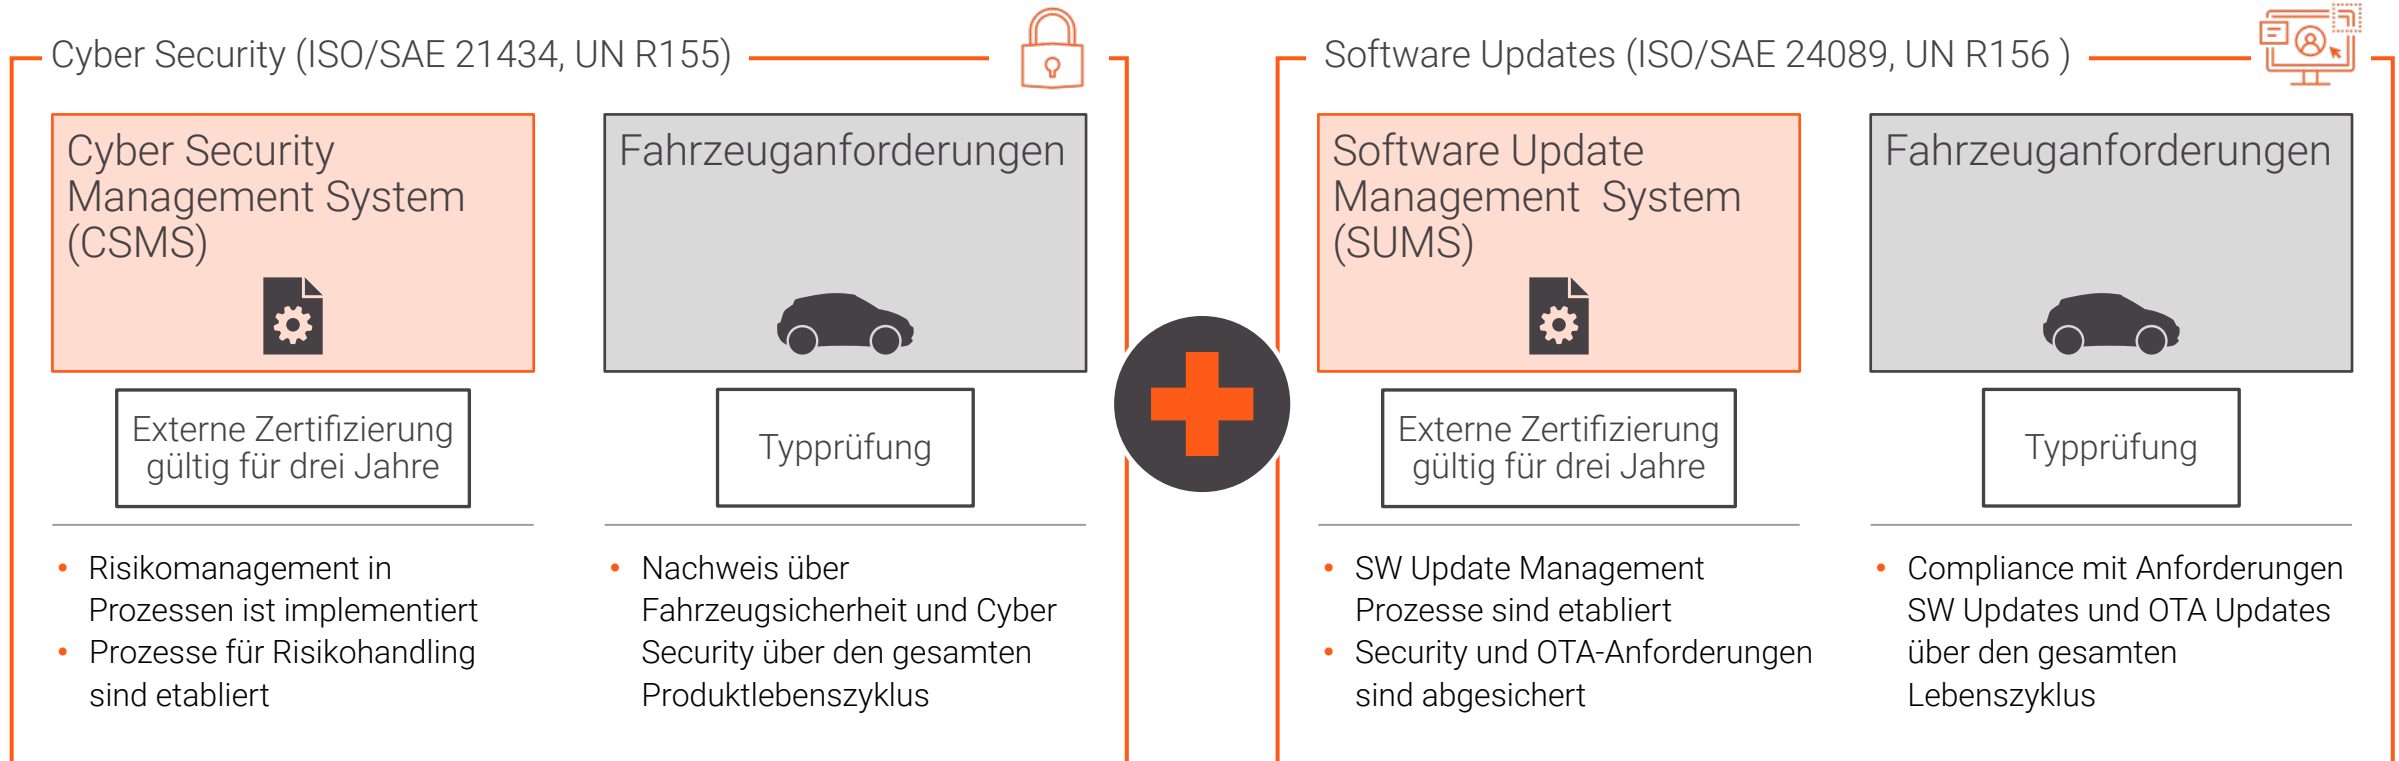 Cyber Security (ISO/SAE 21434, UN R155)
Cyber Security
Management System
(CSMS)
Externe Zertifizierung
gültig für drei Jahre
• Risikomanagement in
Prozessen ist implementiert
• Prozesse für Risikohandling
sind etabliert
Fahrzeuganforderungen
Typprüfung
• Nachweis über
Fahrzeugsicherheit und Cyber
Security über den gesamten
Produktlebenszyklus
Software Updates (ISO/SAE 24089, UN R156 )
Software Update
Management System
(SUMS)
Externe Zertifizierung
gültig für drei Jahre
• SW Update Management
Prozesse sind etabliert
• Security und OTA-Anforderungen
sind abgesichert
Fahrzeuganforderungen
Typprüfung
• Compliance mit Anforderungen
SW Updates und OTA Updates
über den gesamten
Lebenszyklus